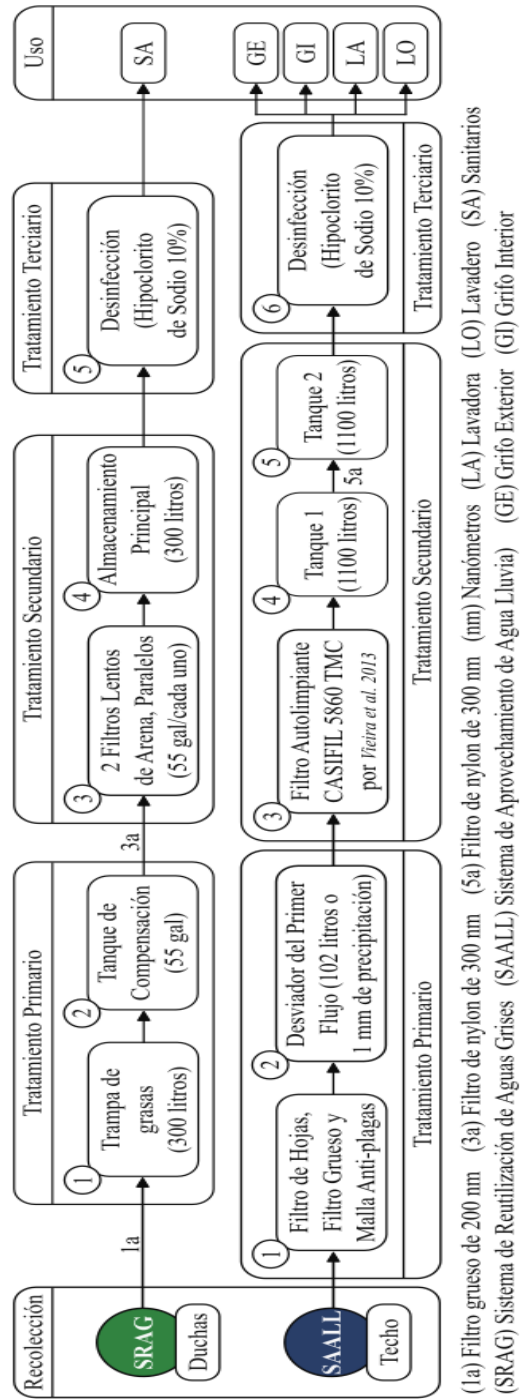 Recolección
SRAG
Duchas
1a
Tratamiento Primario
1
Trampa de
grasas
(300 litros)
2
Tanque de
Compensación
(55 gal)
3a
Tratamiento Secundario
3
2 Filtros Lentos
de Arena, Paralelos
(55 gal/cada uno)
4
Almacenamiento
Principal
(300 litros)
Tratamiento Terciario
5
Desinfección
(Hipoclorito
de Sodio 10%)
Uso
SA
SAALL
Techo
1
Filtro de Hojas,
Filtro Grueso y
Malla Anti-plagas
2
Desviador del Primer
Flujo (102 litros o
1 mm de precipitación)
Tratamiento Primario
3
Filtro Autolimpiante
CASIFIL 5860 TMC
por Vieira et al. 2013
4
Tanque 1
(1100 litros)
5a
5
Tanque 2
(1100 litros)
Tratamiento Secundario
6
Desinfección
(Hipoclorito
de Sodio 10%)
Tratamiento Terciario
GE
GI
LA
LO
(1a) Filtro grueso de 200 nm (3a) Filtro de nylon de 300 nm (5a) Filtro de nylon de 300 nm (nm) Nanómetros (LA) Lavadora (LO) Lavadero (SA) Sanitarios
(SRAG) Sistema de Reutilización de Aguas Grises (SAALL) Sistema de Aprovechamiento de Agua Lluvia) (GE) Grifo Exterior (GI) Grifo Interior